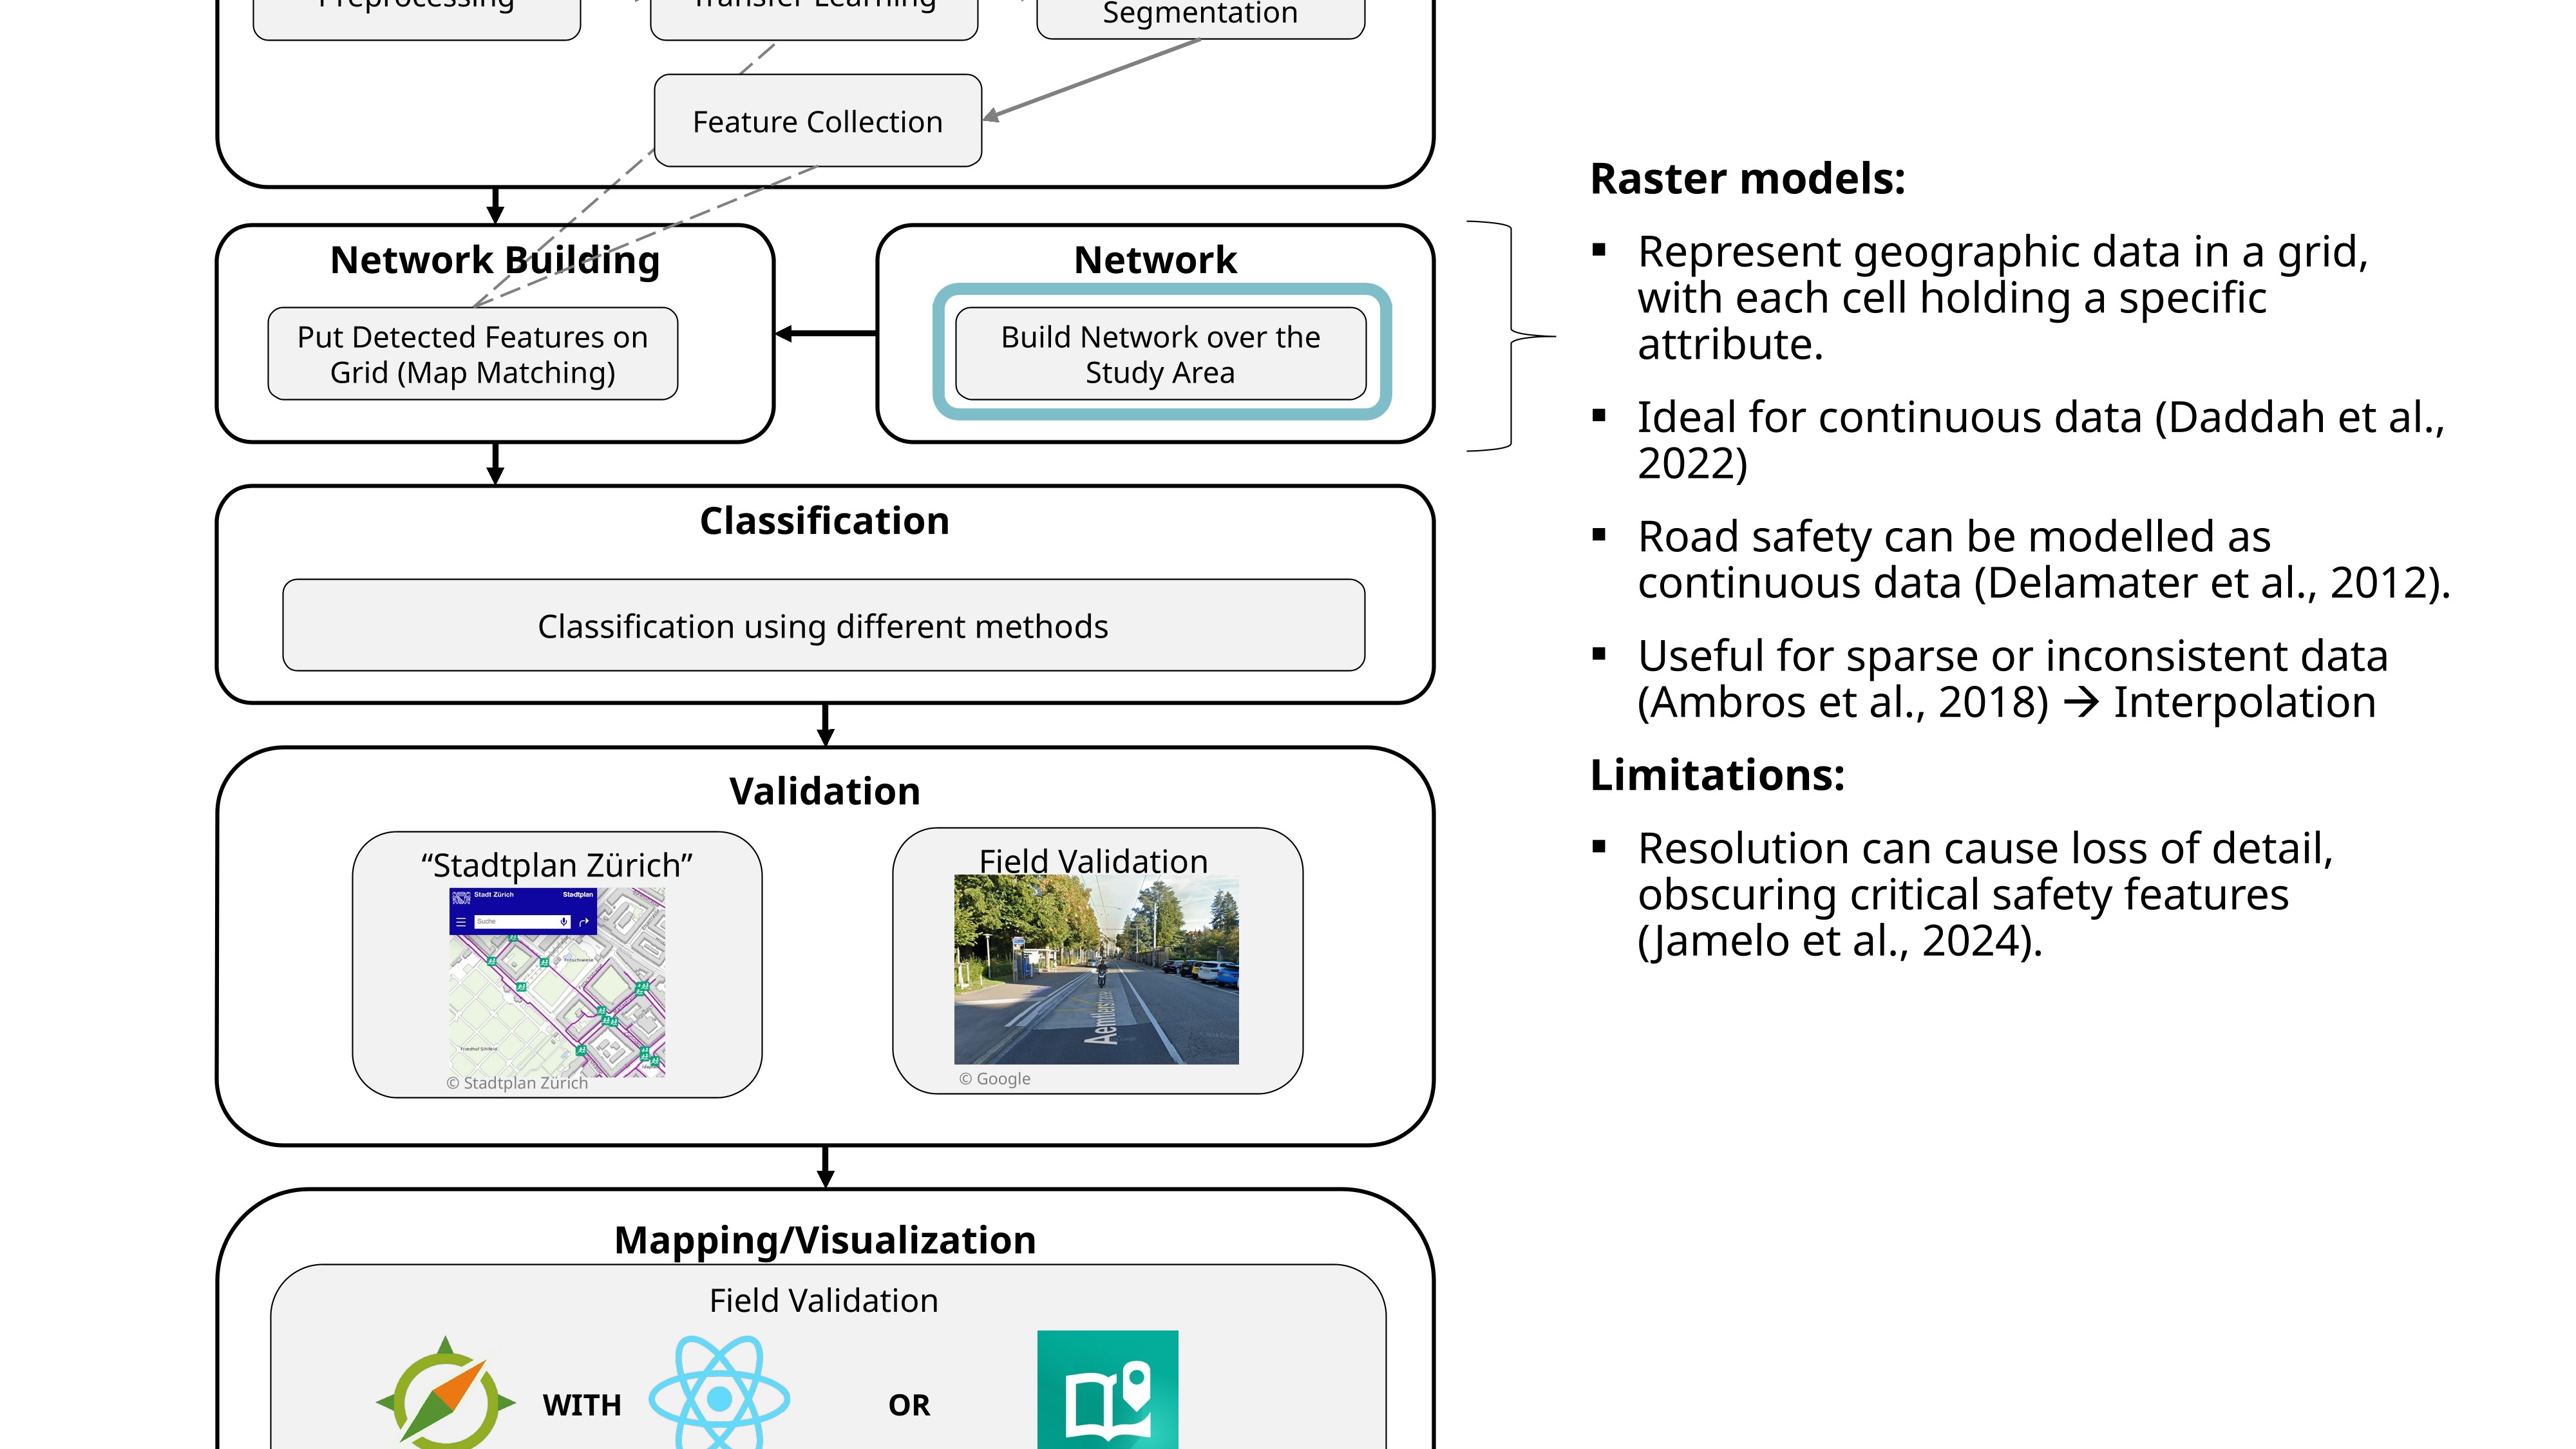 Preprocessing
Transfer Learning
Segmentation
Feature Collection
Network Building
Put Detected Features on
Grid (Map Matching)
Network
Build Network over the
Study Area
Classification
Classification using different methods
Validation
“Stadtplan Zürich”
Stadt Zürich
Stadtplan
Suche
Fritschiwiese
Friedhof Sihlfeld
© Stadtplan Zürich
Field Validation
Aemtlerstrasse
© Google
Mapping/Visualization
Field Validation
WITH
OR
Raster models:
▪ Represent geographic data in a grid,
with each cell holding a specific
attribute.
▪ Ideal for continuous data (Daddah et al.,
2022)
▪ Road safety can be modelled as
continuous data (Delamater et al., 2012).
▪ Useful for sparse or inconsistent data
(Ambros et al., 2018) → Interpolation
Limitations:
▪ Resolution can cause loss of detail,
obscuring critical safety features
(Jamelo et al., 2024).